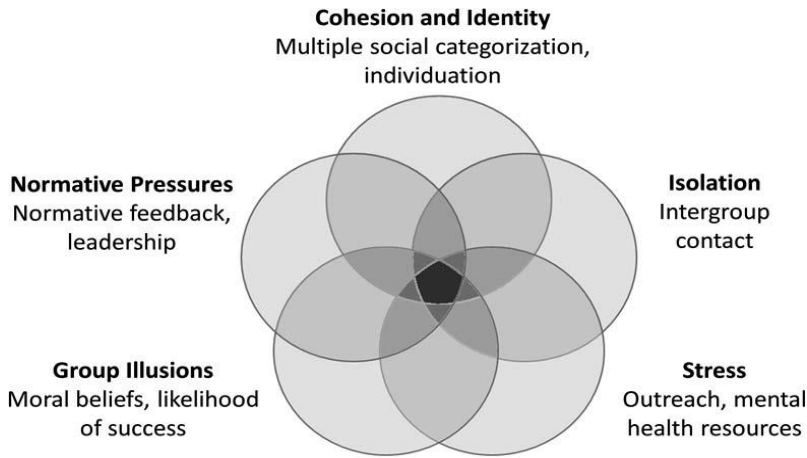 Cohesion and Identity
Multiple social categorization,
individuation
Normative Pressures
Normative feedback,
leadership
Isolation
Intergroup
contact
Group Illusions
Moral beliefs, likelihood
of success
Stress
Outreach, mental
health resources